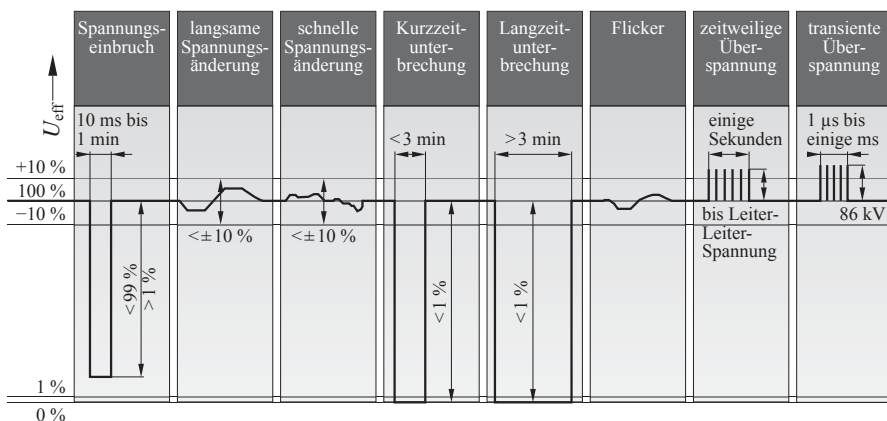 Spannungs-
einbruch
langsame
Spannungs-
änderung
schnelle
Spannungs-
änderung
Kurzzeit-
unter-
brechung
Langzeit-
unter-
brechung
Flicker
zeitweilige
Über-
spannung
transiente
Über-
spannung
Ueff
+10 %
100 %
−10 %
1 %
0 %
10 ms bis
1 min
<99 %
>1 %
<±10 %
<±10 %
<3 min
<1 %
>3 min
<1 %
einige
Sekunden
bis Leiter-
Leiter-
Spannung
1 µs bis
einige ms
86 kV